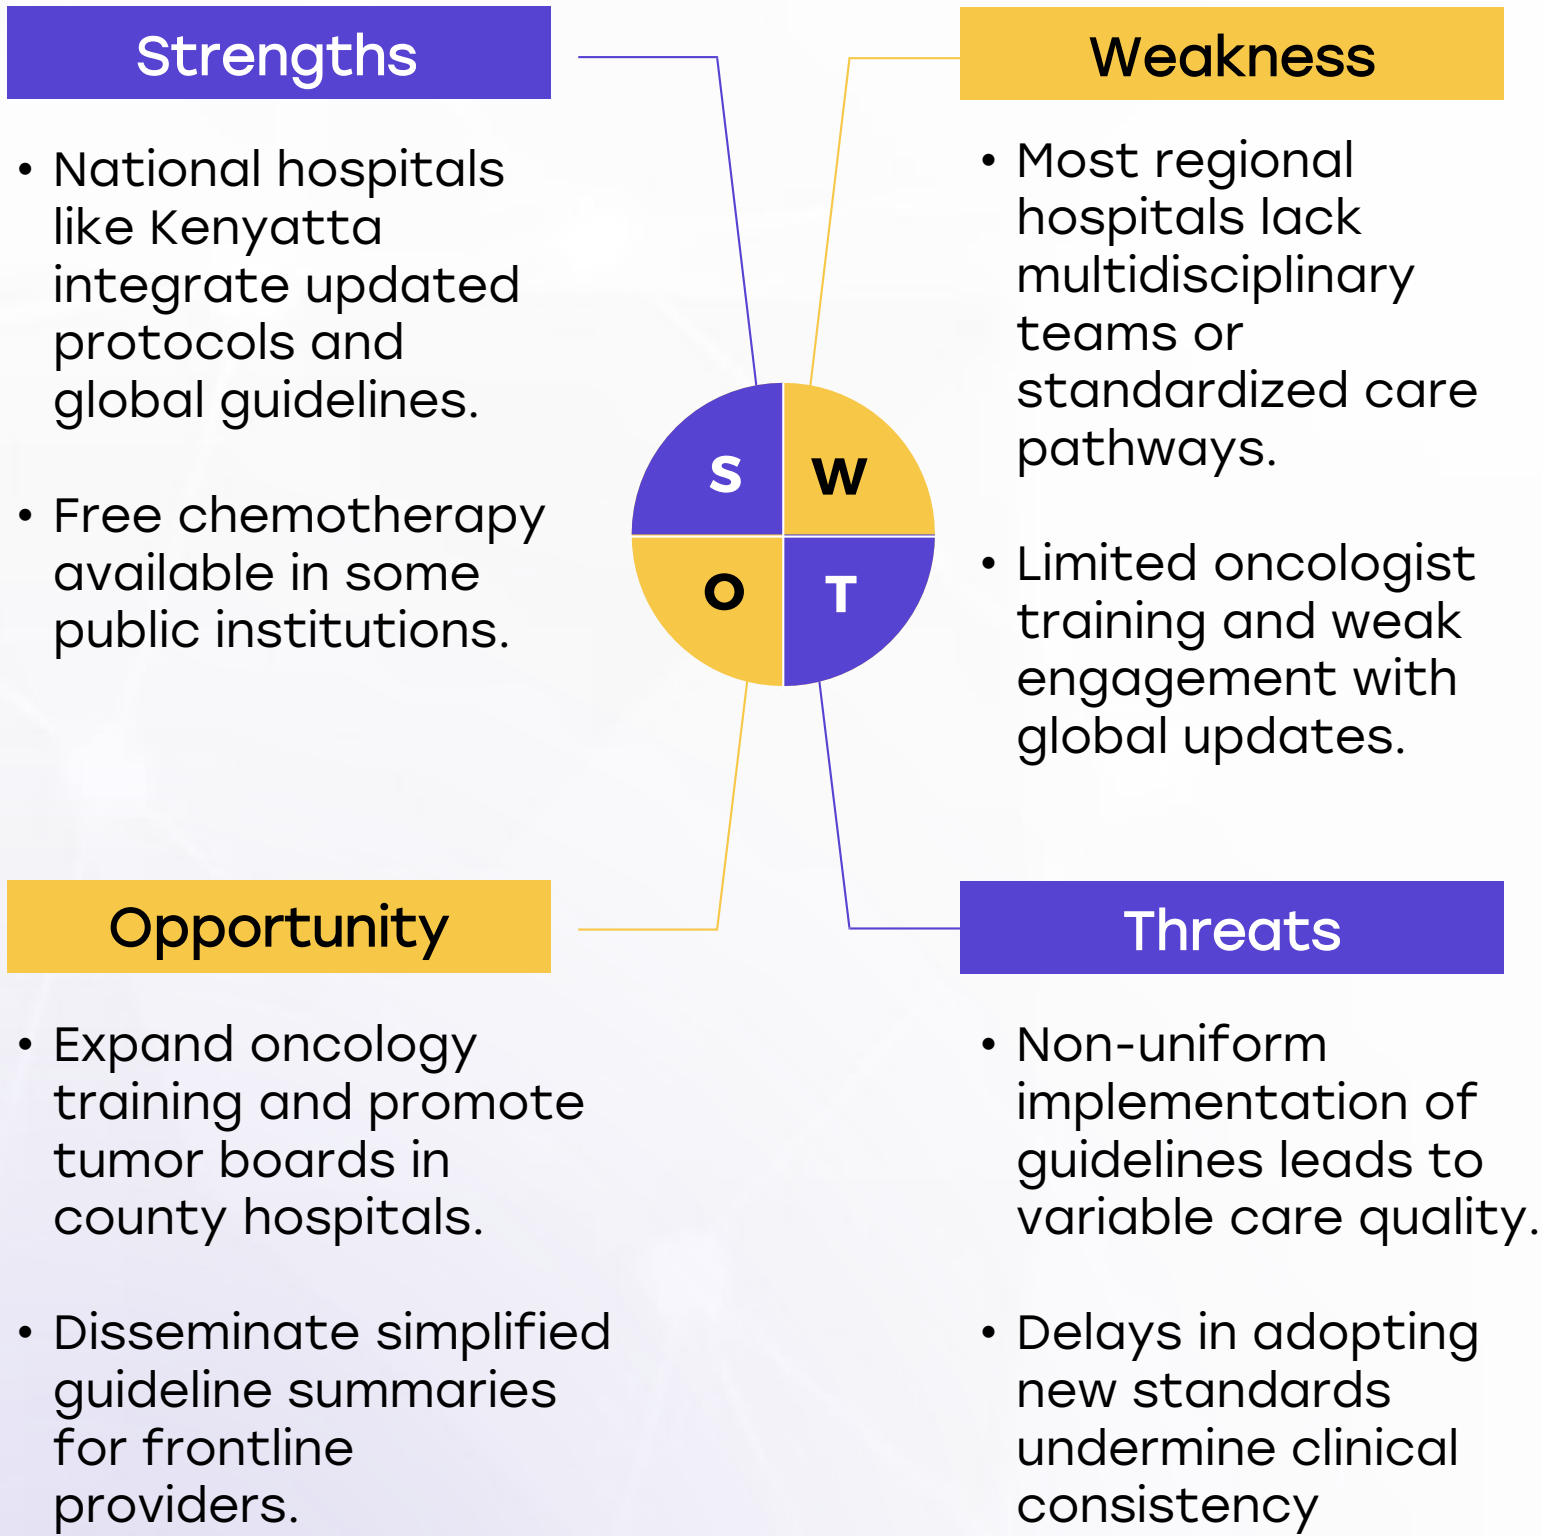 Strengths
• National hospitals
like Kenyatta
integrate updated
protocols and
global guidelines.
• Free chemotherapy
available in some
public institutions.
Weakness
• Most regional
hospitals lack
multidisciplinary
teams or
standardized care
pathways.
• Limited oncologist
training and weak
engagement with
global updates.
S
W
O
T
Opportunity
• Expand oncology
training and promote
tumor boards in
county hospitals.
• Disseminate simplified
guideline summaries
for frontline
providers.
Threats
• Non-uniform
implementation of
guidelines leads to
variable care quality.
• Delays in adopting
new standards
undermine clinical
consistency